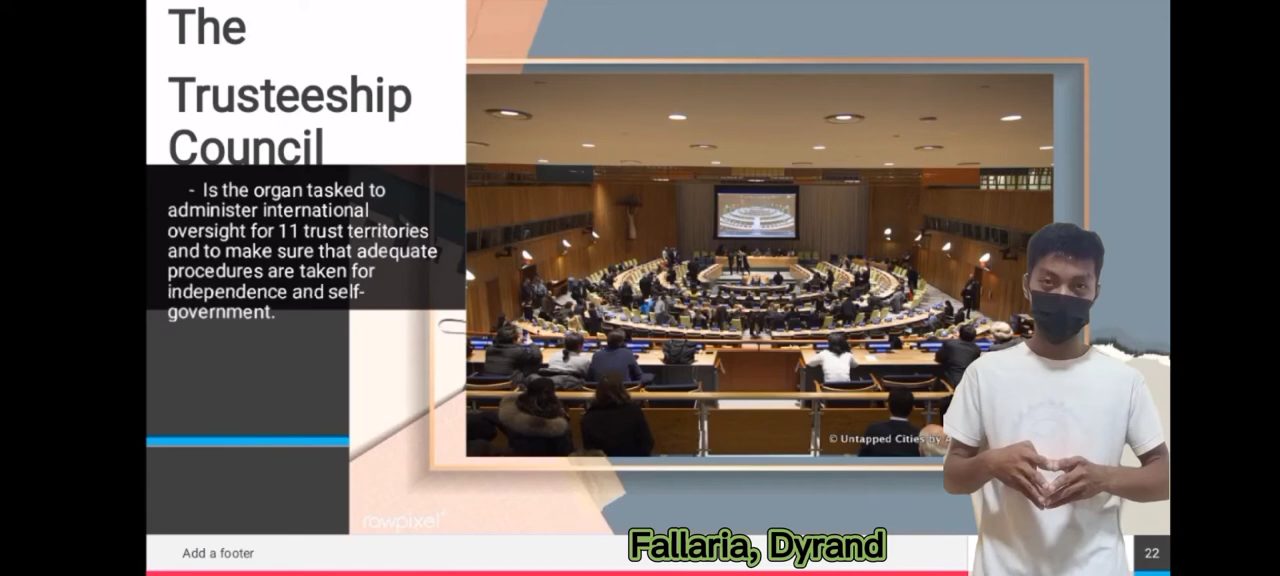 The
Trusteeship
Council
- Is the organ tasked to
administer international
oversight for 11 trust territories
and to make sure that adequate
procedures are taken for
independence and self-
government.
© Untapped Cities by A
rawpixel
Add a footer
Fallaria, Dyrand
22